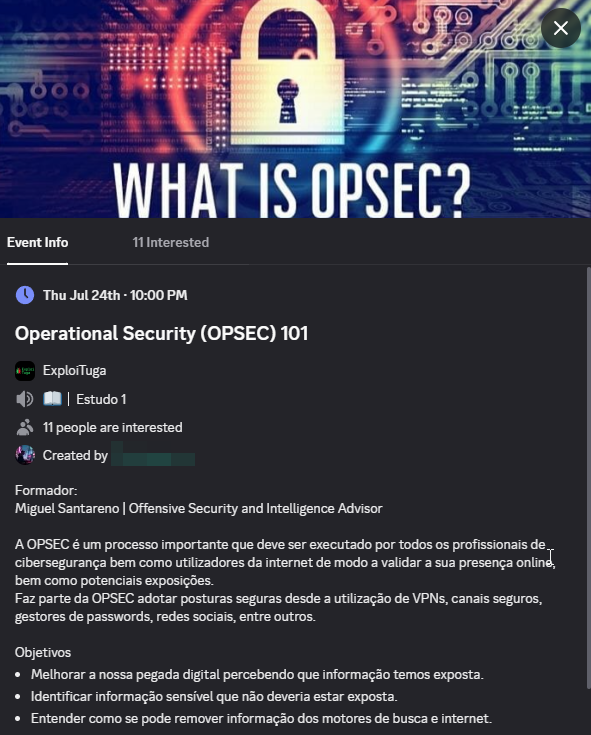 WHAT IS OPSEC?
Event Info
11 Interested
Thu Jul 24th · 10:00 PM
Operational Security (OPSEC) 101
ExploiTuga
| Estudo 1
11 people are interested
Created by
Formador:
Miguel Santareno | Offensive Security and Intelligence Advisor
A OPSEC é um processo importante que deve ser executado por todos os profissionais de
cibersegurança bem como utilizadores da internet de modo a validar a sua presença online,
bem como potenciais exposições.
Faz parte da OPSEC adotar posturas seguras desde a utilização de VPNs, canais seguros,
gestores de passwords, redes sociais, entre outros.
Objetivos
• Melhorar a nossa pegada digital percebendo que informação temos exposta.
• Identificar informação sensível que não deveria estar exposta.
• Entender como se pode remover informação dos motores de busca e internet.